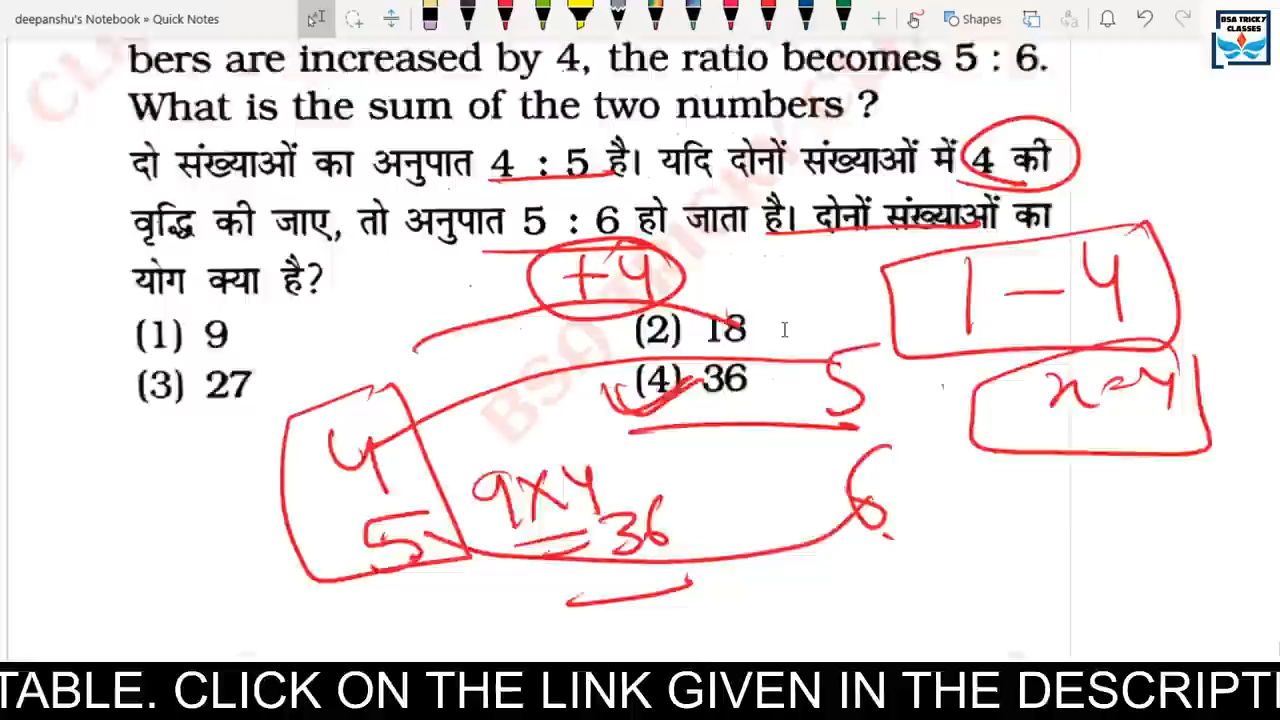 deepanshu's Notebook » Quick Notes
Shapes
BSA TRICKY
CLASSES
bers are increased by 4, the ratio becomes 5 : 6.
What is the sum of the two numbers ?
दो संख्याओं का अनुपात 4 : 5 है। यदि दोनों संख्याओं में 4 की
वृद्धि की जाए, तो अनुपात 5 : 6 हो जाता है। दोनों संख्याओं का
योग क्या है?
+4
1 — 4
(1) 9 (2) 18
(3) 27 (4) 36
5
x=4
4
9×4
36
5
6
TABLE. CLICK ON THE LINK GIVEN IN THE DESCRIPTI